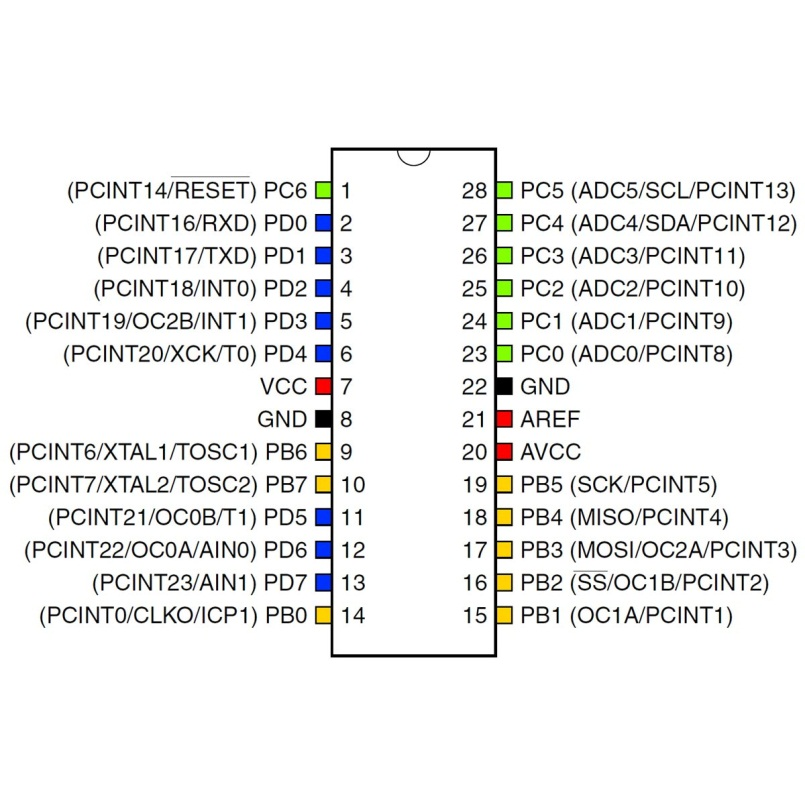 (PCINT14/RESET) PC6 1 28 PC5 (ADC5/SCL/PCINT13)
(PCINT16/RXD) PD0 2 27 PC4 (ADC4/SDA/PCINT12)
(PCINT17/TXD) PD1 3 26 PC3 (ADC3/PCINT11)
(PCINT18/INT0) PD2 4 25 PC2 (ADC2/PCINT10)
(PCINT19/OC2B/INT1) PD3 5 24 PC1 (ADC1/PCINT9)
(PCINT20/XCK/T0) PD4 6 23 PC0 (ADC0/PCINT8)
VCC 7 22 GND
GND 8 21 AREF
(PCINT6/XTAL1/TOSC1) PB6 9 20 AVCC
(PCINT7/XTAL2/TOSC2) PB7 10 19 PB5 (SCK/PCINT5)
(PCINT21/OC0B/T1) PD5 11 18 PB4 (MISO/PCINT4)
(PCINT22/OC0A/AIN0) PD6 12 17 PB3 (MOSI/OC2A/PCINT3)
(PCINT23/AIN1) PD7 13 16 PB2 (SS/OC1B/PCINT2)
(PCINT0/CLKO/ICP1) PB0 14 15 PB1 (OC1A/PCINT1)